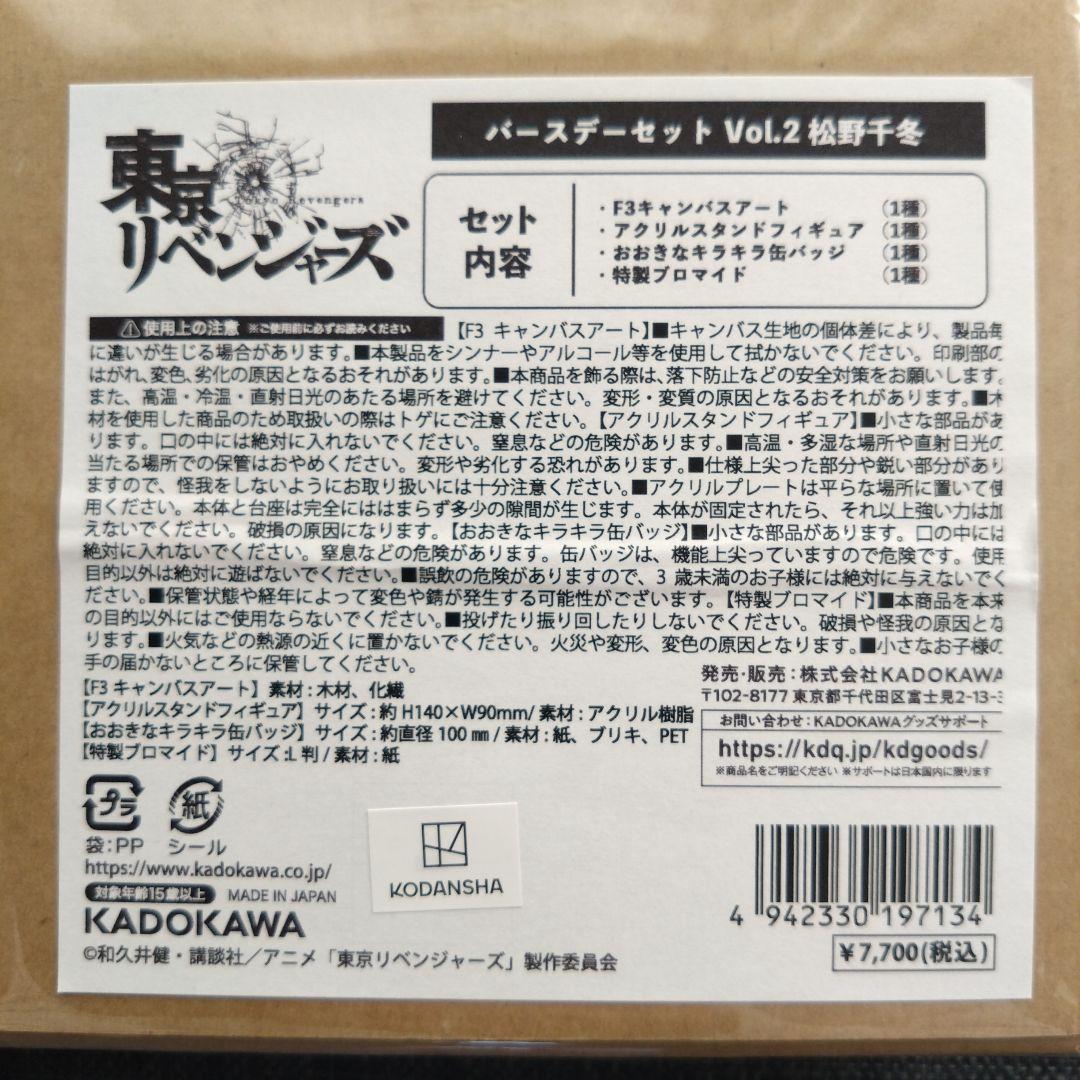 東京
リベンジャーズ
Tokyo Revengers
バースデーセット Vol.2 松野千冬
セット
内容
・F3キャンバスアート (1種)
・アクリルスタンドフィギュア (1種)
・おおきなキラキラ缶バッジ (1種)
・特製ブロマイド (1種)
⚠使用上の注意 ※ご使用前に必ずお読みください 【F3 キャンバスアート】■キャンバス生地の個体差により、製品毎
に違いが生じる場合があります。■本製品をシンナーやアルコール等を使用して拭かないでください。印刷部の
はがれ、変色、劣化の原因となるおそれがあります。■本商品を飾る際は、落下防止などの安全対策をお願いします。
また、高温・冷温・直射日光のあたる場所を避けてください。変形・変質の原因となるおそれがあります。■木
材を使用した商品のため取扱いの際はトゲにご注意ください。【アクリルスタンドフィギュア】■小さな部品があ
ります。口の中には絶対に入れないでください。窒息などの危険があります。■高温・多湿な場所や直射日光の
当たる場所での保管はおやめください。変形や劣化する恐れがあります。■仕様上尖った部分や鋭い部分があり
ますので、怪我をしないようにお取り扱いには十分注意ください。■アクリルプレートは平らな場所に置いて使
用ください。本体と台座は完全にははまらず多少の隙間が生じます。本体が固定されたら、それ以上強い力は加
えないでください。破損の原因になります。【おおきなキラキラ缶バッジ】■小さな部品があります。口の中には
絶対に入れないでください。窒息などの危険があります。缶バッジは、機能上尖っていますので危険です。使用
目的以外は絶対に遊ばないでください。■誤飲の危険がありますので、3 歳未満のお子様には絶対に与えないでく
ださい。■保管状態や経年によって変色や錆が発生する可能性がございます。【特製ブロマイド】■本商品を本来
の目的以外にはご使用ならないでください。■投げたり振り回したりしないでください。破損や怪我の原因とな
ります。■火気などの熱源の近くに置かないでください。火災や変形、変色の原因となります。■小さなお子様の
手の届かないところに保管してください。
【F3 キャンバスアート】素材：木材、化繊
【アクリルスタンドフィギュア】サイズ：約 H140×W90mm/ 素材：アクリル樹脂
【おおきなキラキラ缶バッジ】サイズ：約直径 100 ㎜ / 素材：紙、ブリキ、PET
【特製ブロマイド】サイズ：L 判 / 素材：紙
発売・販売：株式会社KADOKAWA
〒102-8177 東京都千代田区富士見2-13-3
お問い合わせ：KADOKAWAグッズサポート
https://kdq.jp/kdgoods/
※商品名をご明記ください ※サポートは日本国内に限ります
プラ
紙
袋：PP シール
https://www.kadokawa.co.jp/
対象年齢15歳以上 MADE IN JAPAN
KADOKAWA
©和久井健・講談社／アニメ「東京リベンジャーズ」製作委員会
KODANSHA
4 942330 197134
￥7,700(税込)